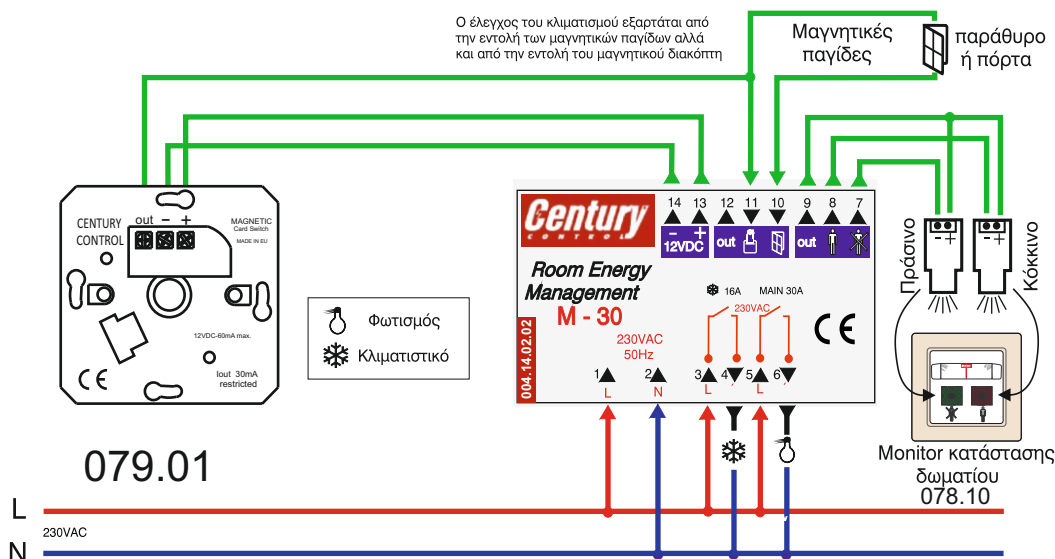 Ο έλεγχος του κλιματισμού εξαρτάται από
την εντολή των μαγνητικών παγίδων αλλά
και από την εντολή του μαγνητικού διακόπτη
Μαγνητικές
παγίδες
παράθυρο
ή πόρτα
CENTURY
CONTROL
out − +
MAGNETIC
Card Switch
MADE IN EU
12VDC-60mA max.
Iout 30mA
restricted
CE
079.01
Φωτισμός
Κλιματιστικό
14 13 12 11 10 9 8 7
− +
12VDC
out
out
Century
CONTROL
Room Energy
Management
M - 30
230VAC
50Hz
004.14.02.02
16A
MAIN 30A
230VAC
CE
1 2 3 4 5 6
L N L L
Πράσινο
- +
- +
Κόκκινο
Monitor κατάστασης
δωματίου
078.10
L
230VAC
N